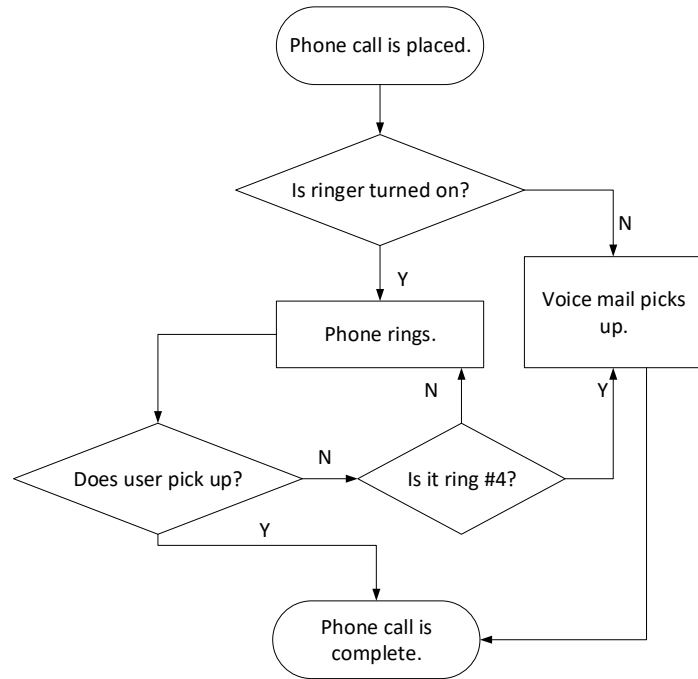 Phone call is placed.
Is ringer turned on?
N
Y
Voice mail picks
up.
Phone rings.
N
Y
Does user pick up?
N
Is it ring #4?
Y
Phone call is
complete.